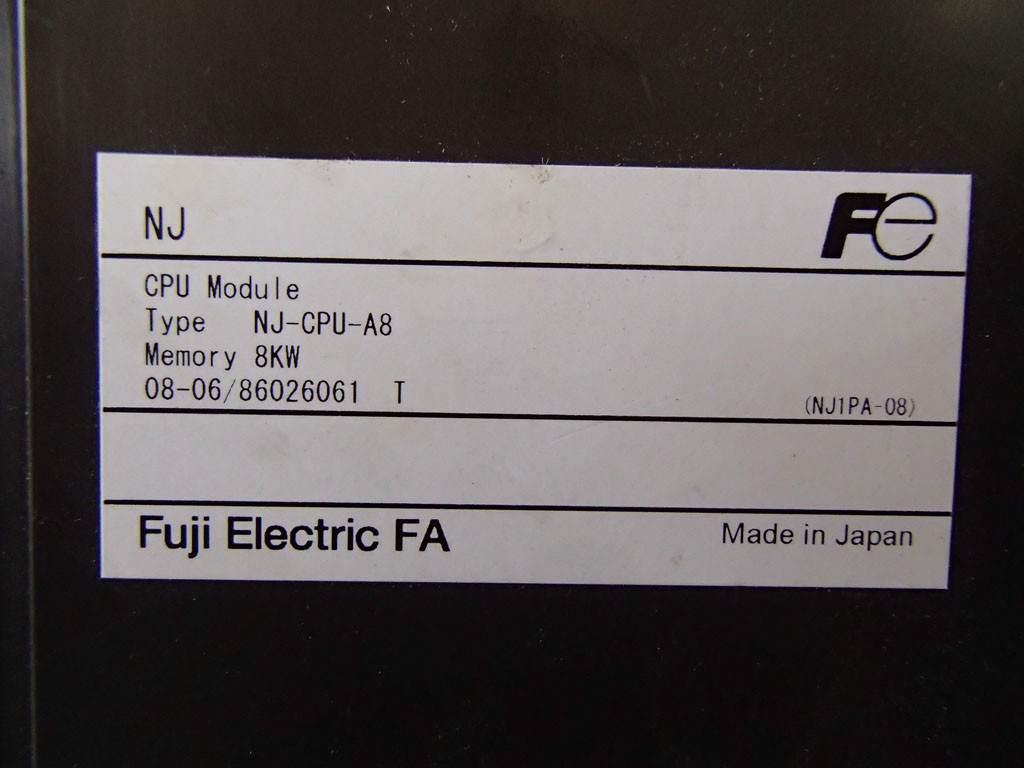 NJ
Fe
CPU Module
Type NJ-CPU-A8
Memory 8KW
08-06/86026061 T
(NJ1PA-08)
Fuji Electric FA
Made in Japan